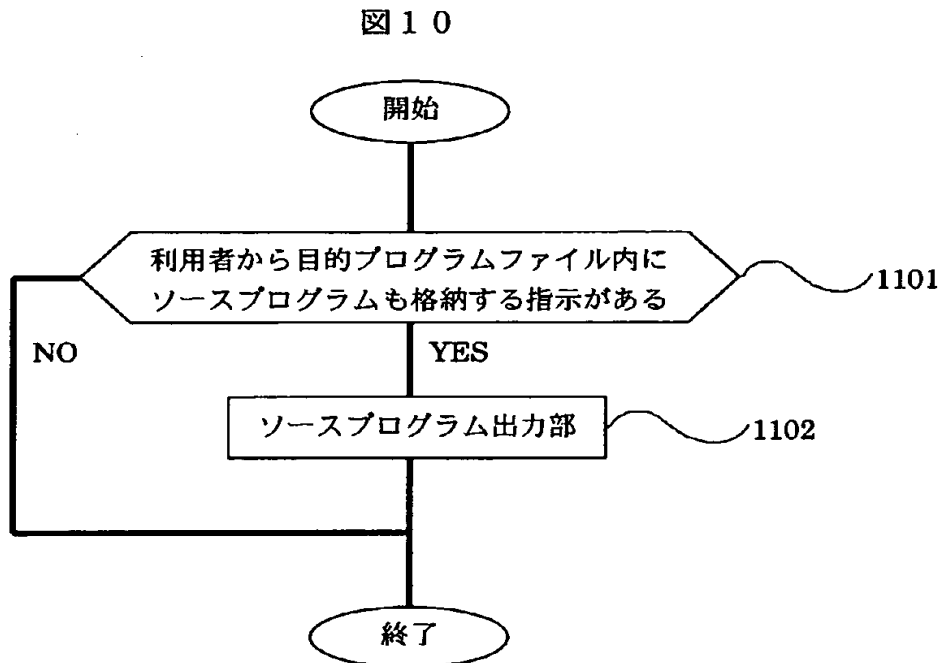 図１０
開始
利用者から目的プログラムファイル内に
ソースプログラムも格納する指示がある
1101
NO
YES
ソースプログラム出力部
1102
終了